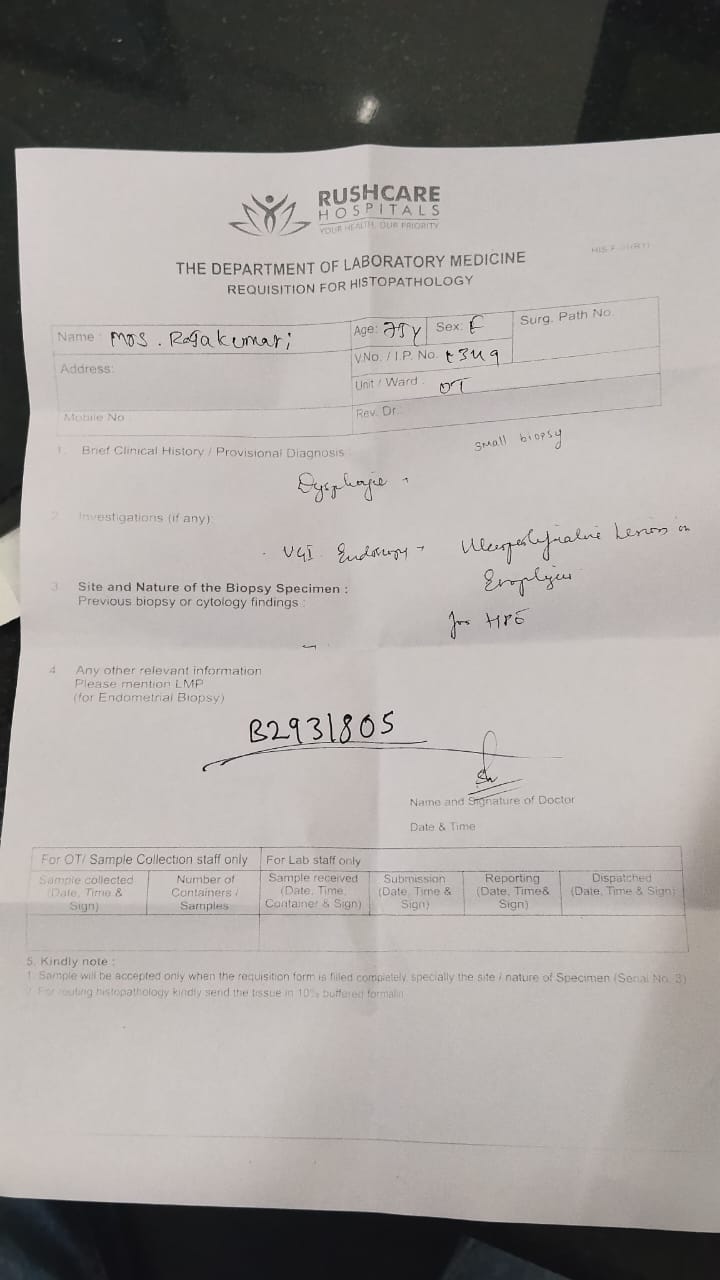 RUSHCARE
HOSPITALS
YOUR HEALTH, OUR PRIORITY
THE DEPARTMENT OF LABORATORY MEDICINE
REQUISITION FOR HISTOPATHOLOGY
Name : Mrs. Rajakumari
Age: Sex: F
Surg. Path No.
Address:
V.No. / I.P. No.
Unit / Ward : OT
Mobile No
Rev. Dr.
1. Brief Clinical History / Provisional Diagnosis
small biopsy
Dysphagia
2. Investigations (if any):
UGI Endoscopy → Ulceroproliferative Lesion in
Esophagus
3. Site and Nature of the Biopsy Specimen :
Previous biopsy or cytology findings :
for HPE
4. Any other relevant information
Please mention LMP
(for Endometrial Biopsy)
B2931805
Name and Signature of Doctor
Date & Time
For OT/ Sample Collection staff only
For Lab staff only
Sample collected (Date, Time & Sign)
Number of Containers / Samples
Sample received (Date, Time, Container & Sign)
Submission (Date, Time & Sign)
Reporting (Date, Time& Sign)
Dispatched (Date, Time & Sign)
5. Kindly note :
1. Sample will be accepted only when the requisition form is filled completely specially the site / nature of Specimen (Serial No. 3)
2. For routing histopathology kindly send the tissue in 10% buffered formalin